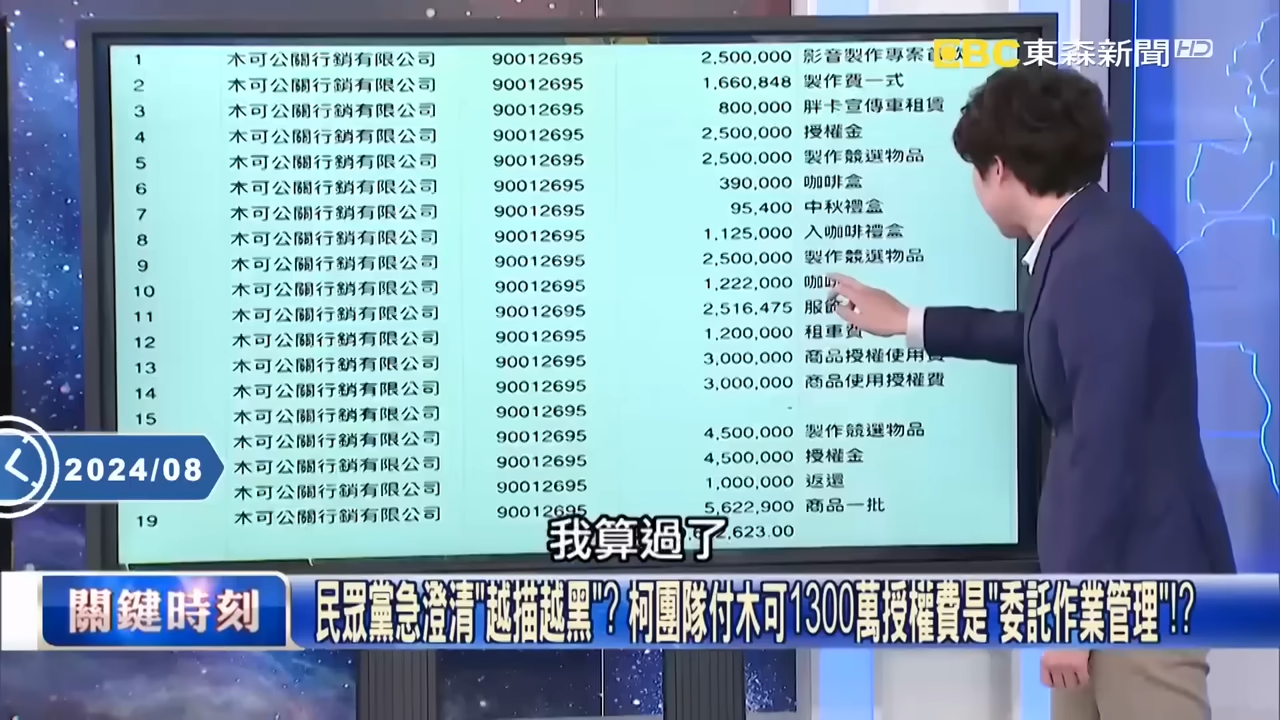 EBC 東森新聞 HD
1 木可公關行銷有限公司 90012695 2,500,000 影音製作專案
2 木可公關行銷有限公司 90012695 1,660,848 製作費一式
3 木可公關行銷有限公司 90012695 800,000 胖卡宣傳車租賃
4 木可公關行銷有限公司 90012695 2,500,000 授權金
5 木可公關行銷有限公司 90012695 2,500,000 製作競選物品
6 木可公關行銷有限公司 90012695 390,000 咖啡盒
7 木可公關行銷有限公司 90012695 95,400 中秋禮盒
8 木可公關行銷有限公司 90012695 1,125,000 入咖啡禮盒
9 木可公關行銷有限公司 90012695 2,500,000 製作競選物品
10 木可公關行銷有限公司 90012695 1,222,000 咖
11 木可公關行銷有限公司 90012695 2,516,475 服
12 木可公關行銷有限公司 90012695 1,200,000 租車費
13 木可公關行銷有限公司 90012695 3,000,000 商品授權使用費
14 木可公關行銷有限公司 90012695 3,000,000 商品使用授權費
15 木可公關行銷有限公司 90012695 -
木可公關行銷有限公司 90012695 4,500,000 製作競選物品
木可公關行銷有限公司 90012695 4,500,000 授權金
木可公關行銷有限公司 90012695 1,000,000 返還
19 木可公關行銷有限公司 90012695 5,622,900 商品一批
,623.00
2024/08
我算過了
關鍵時刻
民眾黨急澄清"越描越黑"? 柯團隊付木可1300萬授權費是"委託作業管理"!?